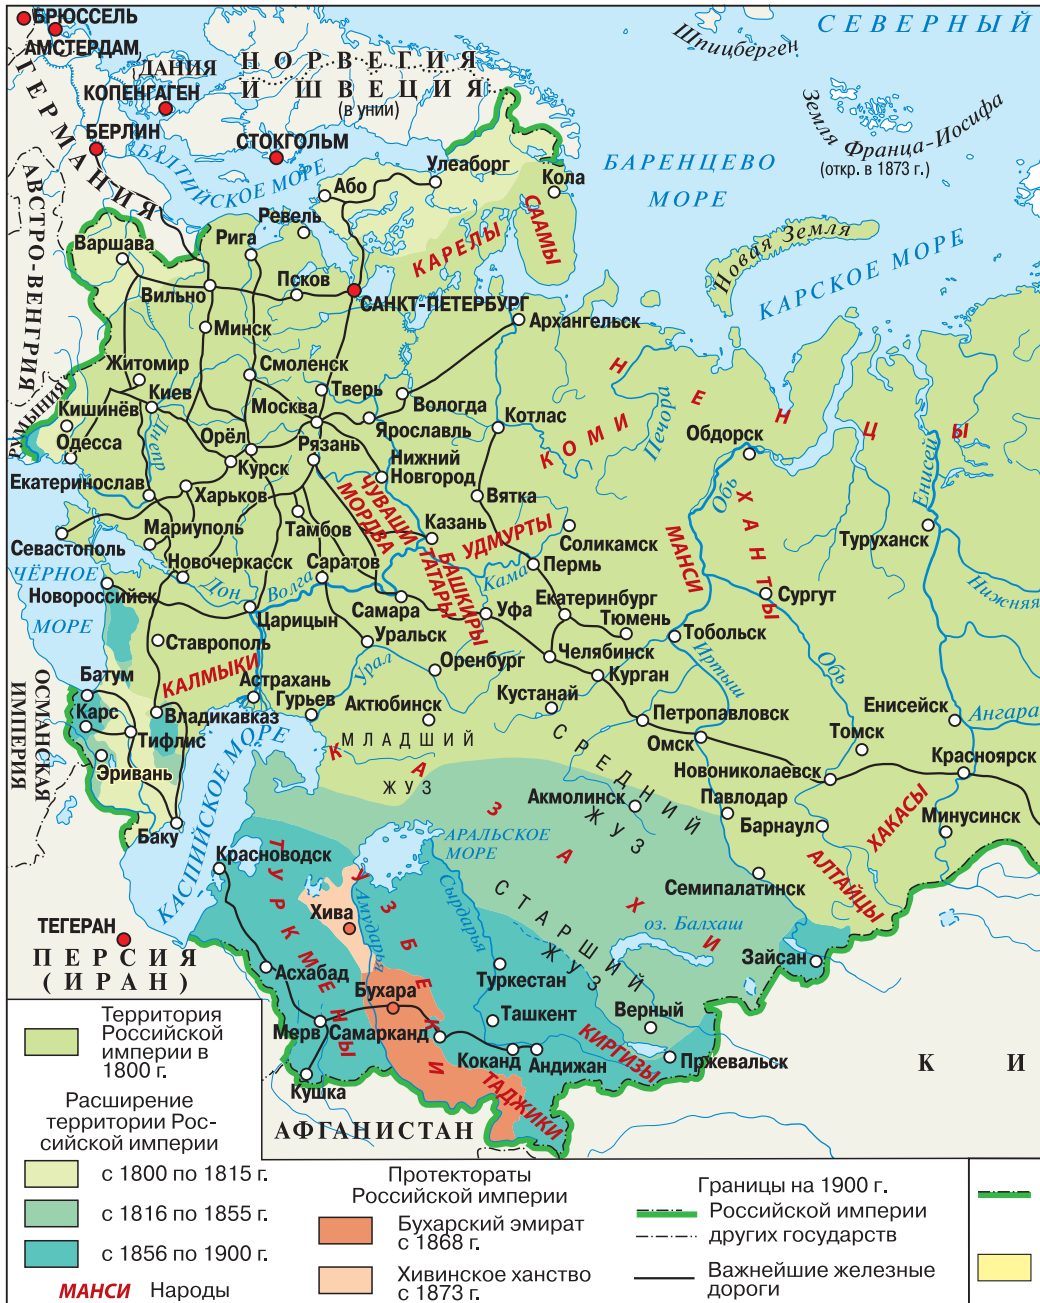 БРЮССЕЛЬ
АМСТЕРДАМ
ГЕРМАНИЯ
ДАНИЯ
КОПЕНГАГЕН
БЕРЛИН
НОРВЕГИЯ
И ШВЕЦИЯ
(в унии)
СТОКГОЛЬМ
БАЛТИЙСКОЕ МОРЕ
СЕВЕРНЫЙ
Шпицберген
Земля Франца-Иосифа
(откр. в 1873 г.)
БАРЕНЦЕВО
МОРЕ
Новая Земля
КАРСКОЕ МОРЕ
АВСТРО-ВЕНГРИЯ
РУМЫНИЯ
Улеаборг
Або
Кола
СААМЫ
КАРЕЛЫ
Ревель
Рига
Варшава
Псков
Вильно
САНКТ-ПЕТЕРБУРГ
Минск
Архангельск
Житомир
Смоленск
Киев
Тверь
Москва
Вологда
Кишинёв
Днепр
Ярославль
Котлас
Одесса
Орёл
Рязань
КОМИ
Печора
НЕНЦЫ
Обдорск
Енисей
Курск
Нижний
Новгород
Екатеринослав
Харьков
Вятка
ЧУВАШИ
МОРДВА
Обь
ХАНТЫ
Мариуполь
Тамбов
Казань
УДМУРТЫ
Соликамск
МАНСИ
Туруханск
Севастополь
Новочеркасск
Саратов
ТАТАРЫ
БАШКИРЫ
Кама
Пермь
ЧЁРНОЕ
МОРЕ
Новороссийск
Дон
Волга
Самара
Уфа
Екатеринбург
Тюмень
Сургут
Нижняя
Царицын
Уральск
Тобольск
Ставрополь
Челябинск
Урал
Оренбург
Курган
Иртыш
Обь
КАЛМЫКИ
ОСМАНСКАЯ
ИМПЕРИЯ
Батум
Астрахань
Гурьев
Актюбинск
Кустанай
Петропавловск
Енисейск
Ангара
Карс
Владикавказ
Тифлис
МЛАДШИЙ
ЖУЗ
СРЕДНИЙ
ЖУЗ
Омск
Томск
Эривань
КАСПИЙСКОЕ МОРЕ
КАЗАХИ
Новониколаевск
Красноярск
Акмолинск
Павлодар
Баку
АРАЛЬСКОЕ
МОРЕ
Барнаул
ХАКАСЫ
Минусинск
Красноводск
ТУРКМЕНЫ
УЗБЕКИ
АЛТАЙЦЫ
Семипалатинск
СТАРШИЙ
ЖУЗ
Хива
Амударья
Сырдарья
оз. Балхаш
ТЕГЕРАН
ПЕРСИЯ
(ИРАН)
Зайсан
Асхабад
Туркестан
Бухара
Верный
Ташкент
Мерв
Самарканд
КИРГИЗЫ
Коканд
Андижан
Пржевальск
КИ
Кушка
ТАДЖИКИ
АФГАНИСТАН
Территория
Российской
империи в
1800 г.
Расширение
территории Рос-
сийской империи
с 1800 по 1815 г.
с 1816 по 1855 г.
с 1856 по 1900 г.
МАНСИ Народы
Протектораты
Российской империи
Бухарский эмират
с 1868 г.
Хивинское ханство
с 1873 г.
Границы на 1900 г.
Российской империи
других государств
Важнейшие железные
дороги